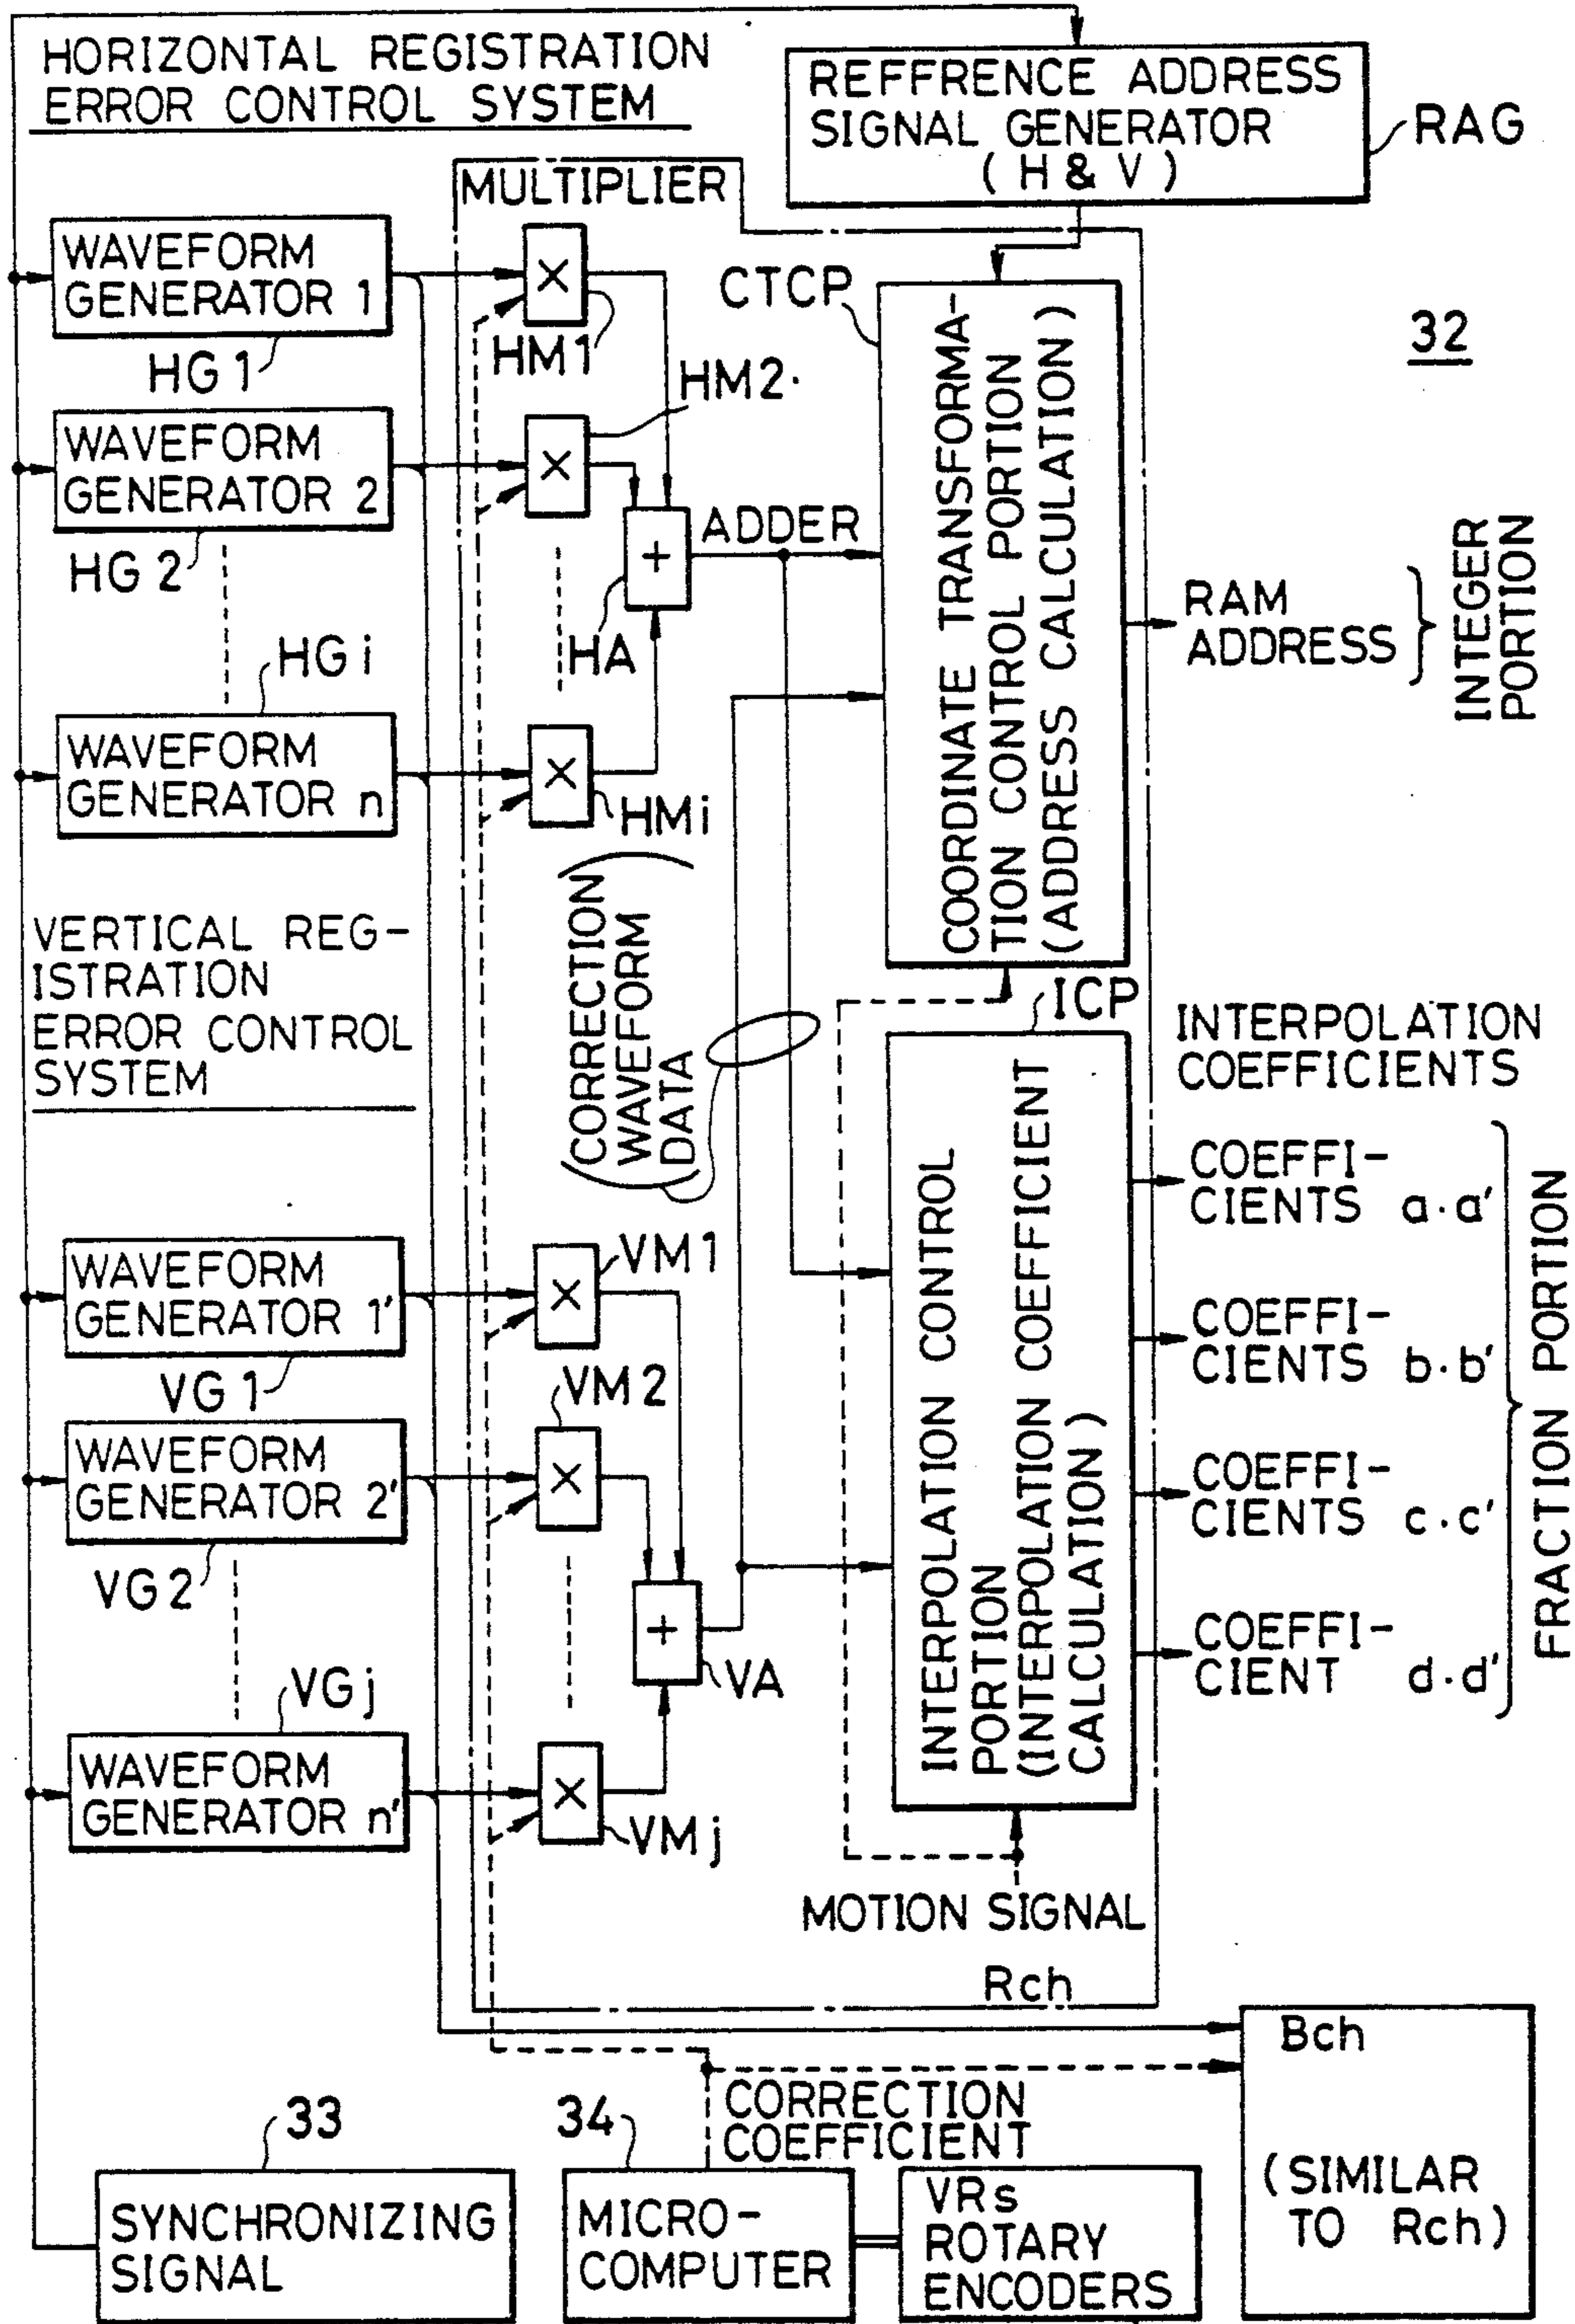 HORIZONTAL REGISTRATION
ERROR CONTROL SYSTEM
REFFRENCE ADDRESS
SIGNAL GENERATOR
( H & V )
RAG
MULTIPLIER
WAVEFORM
GENERATOR 1
HG1
×
HM1
CTCP
32
WAVEFORM
GENERATOR 2
HG2
×
HM2
+
ADDER
HA
HGi
WAVEFORM
GENERATOR n
×
HMi
COORDINATE TRANSFORMA-
TION CONTROL PORTION
(ADDRESS CALCULATION)
RAM
ADDRESS
INTEGER
PORTION
(CORRECTION
WAVEFORM
DATA)
VERTICAL REG-
ISTRATION
ERROR CONTROL
SYSTEM
ICP
INTERPOLATION
COEFFICIENTS
WAVEFORM
GENERATOR 1'
VG1
×
VM1
WAVEFORM
GENERATOR 2'
VG2
×
VM2
+
VA
VGj
WAVEFORM
GENERATOR n'
×
VMj
INTERPOLATION CONTROL
PORTION
(INTERPOLATION COEFFICIENT
CALCULATION)
COEFFI-
CIENTS a·a'
COEFFI-
CIENTS b·b'
COEFFI-
CIENTS c·c'
COEFFI-
CIENT d·d'
FRACTION PORTION
MOTION SIGNAL
Rch
Bch
(SIMILAR
TO Rch)
CORRECTION
COEFFICIENT
33
SYNCHRONIZING
SIGNAL
34
MICRO-
COMPUTER
VRs
ROTARY
ENCODERS